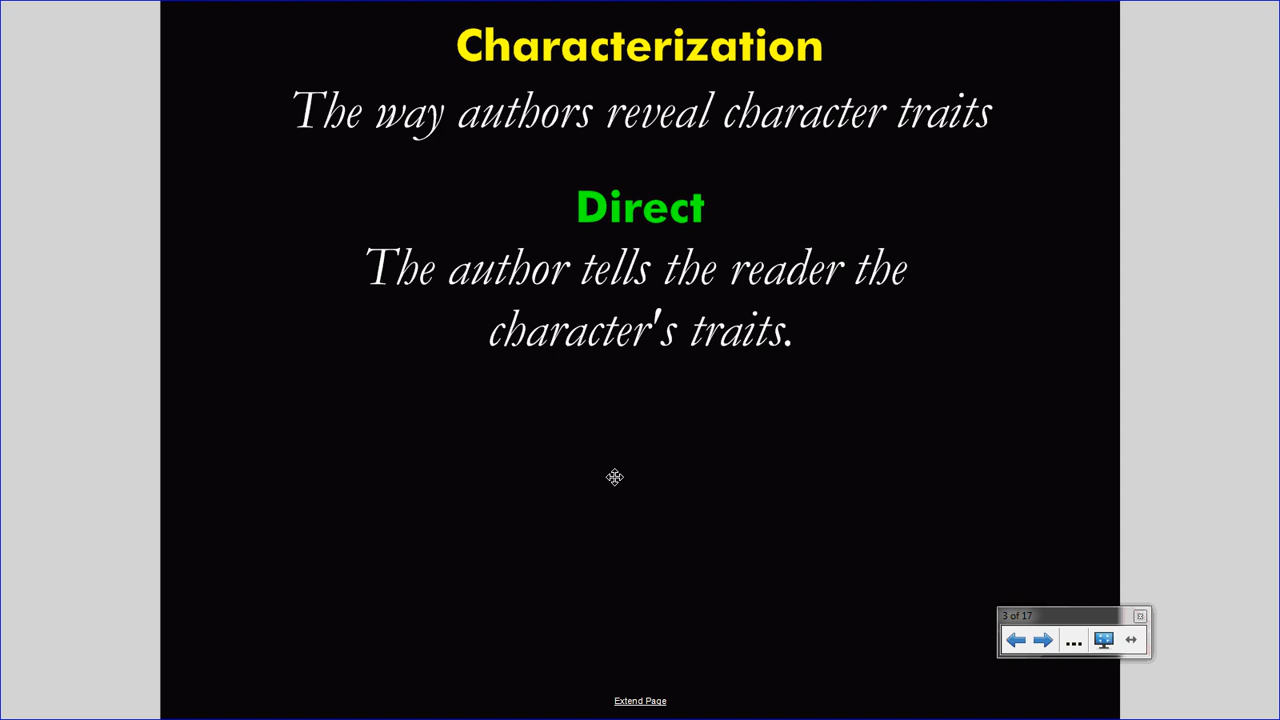 Characterization
The way authors reveal character traits
Direct
The author tells the reader the
character's traits.
3 of 17
...
Extend Page